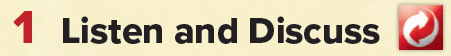 1 Listen and Discuss